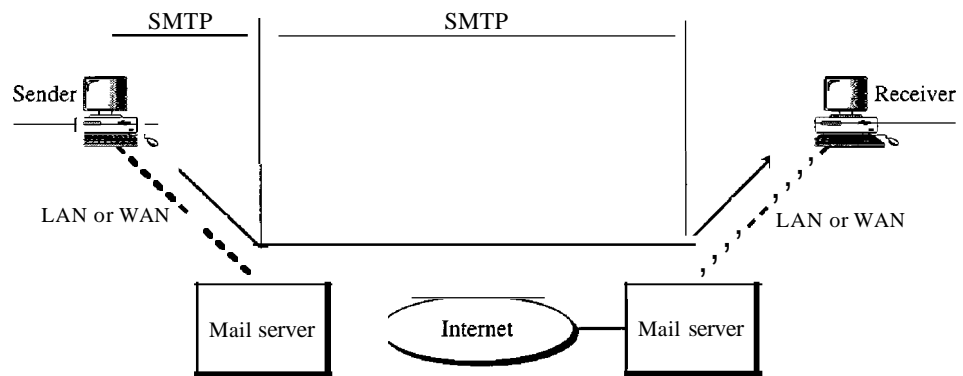 SMTP
SMTP
Sender
Receiver
LAN or WAN
LAN or WAN
Mail server
Internet
Mail server